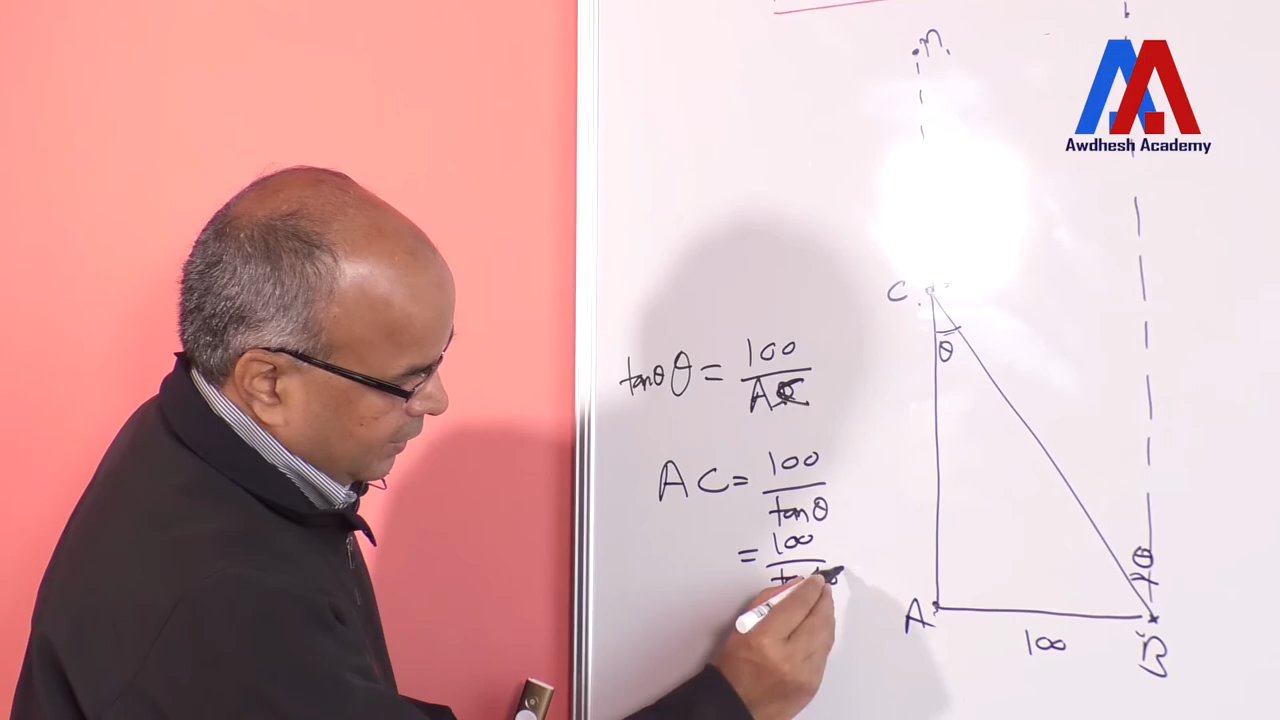 n
Awdhesh Academy
C
θ
tanθ θ = 100
AC
AC = 100
tanθ
= 100
θ
A
100
B